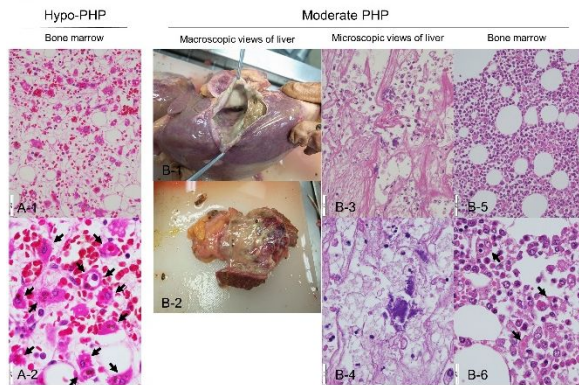 Hypo-PHP
Moderate PHP
Bone marrow
Macroscopic views of liver
Microscopic views of liver
Bone marrow
A-1
B-1
B-3
B-5
A-2
B-2
B-4
B-6